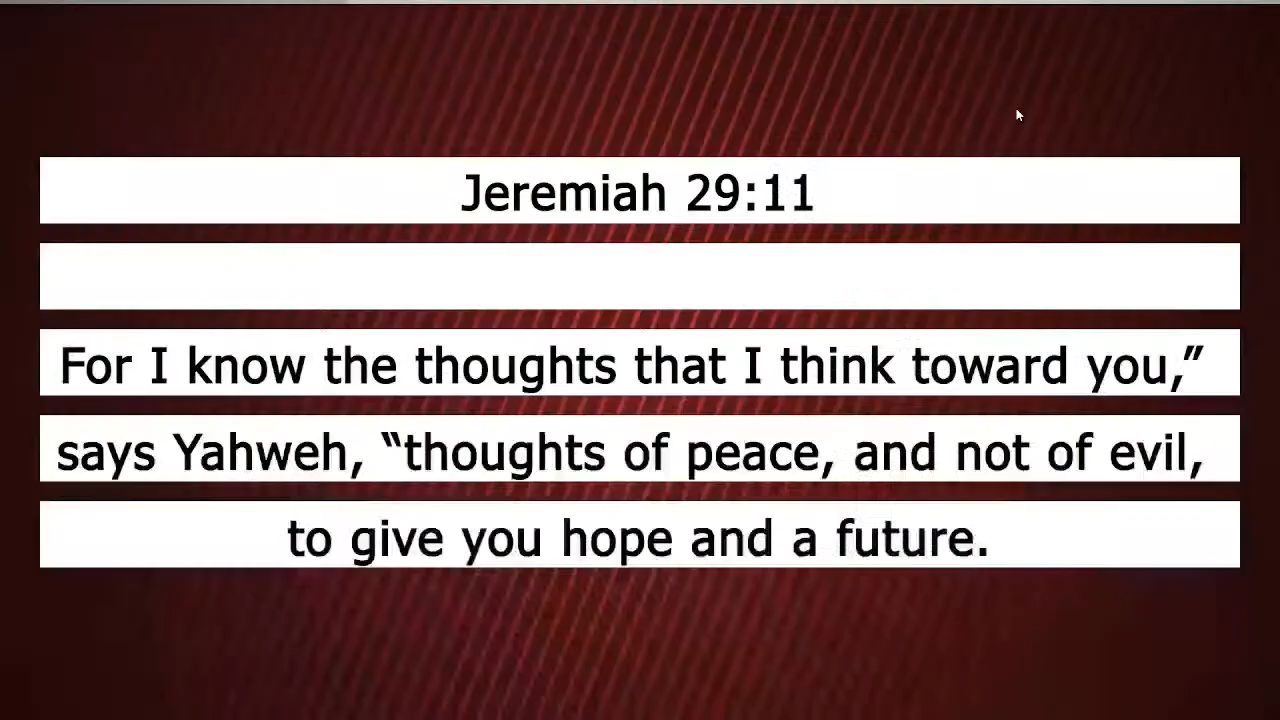 Jeremiah 29:11
For I know the thoughts that I think toward you,”
says Yahweh, “thoughts of peace, and not of evil,
to give you hope and a future.